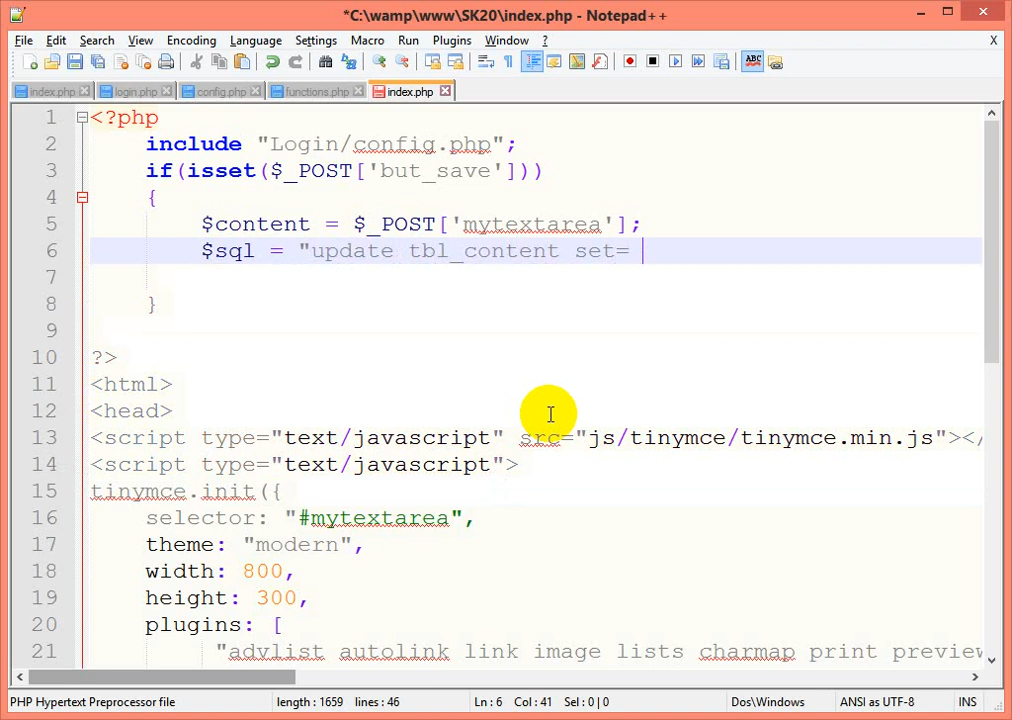 *C:\wamp\www\SK20\index.php - Notepad++
File Edit Search View Encoding Language Settings Macro Run Plugins Window ? X
ABC
index.php login.php config.php functions.php index.php
1 <?php
2 include "Login/config.php";
3 if(isset($_POST['but_save']))
4 {
5 $content = $_POST['mytextarea'];
6 $sql = "update tbl_content set=
7
8 }
9
10 ?>
11 <html>
12 <head>
13 <script type="text/javascript" src="js/tinymce/tinymce.min.js"></
14 <script type="text/javascript">
15 tinymce.init({
16 selector: "#mytextarea",
17 theme: "modern",
18 width: 800,
19 height: 300,
20 plugins: [
21 "advlist autolink link image lists charmap print preview
PHP Hypertext Preprocessor file length : 1659 lines : 46 Ln : 6 Col : 41 Sel : 0 | 0 Dos\Windows ANSI as UTF-8 INS